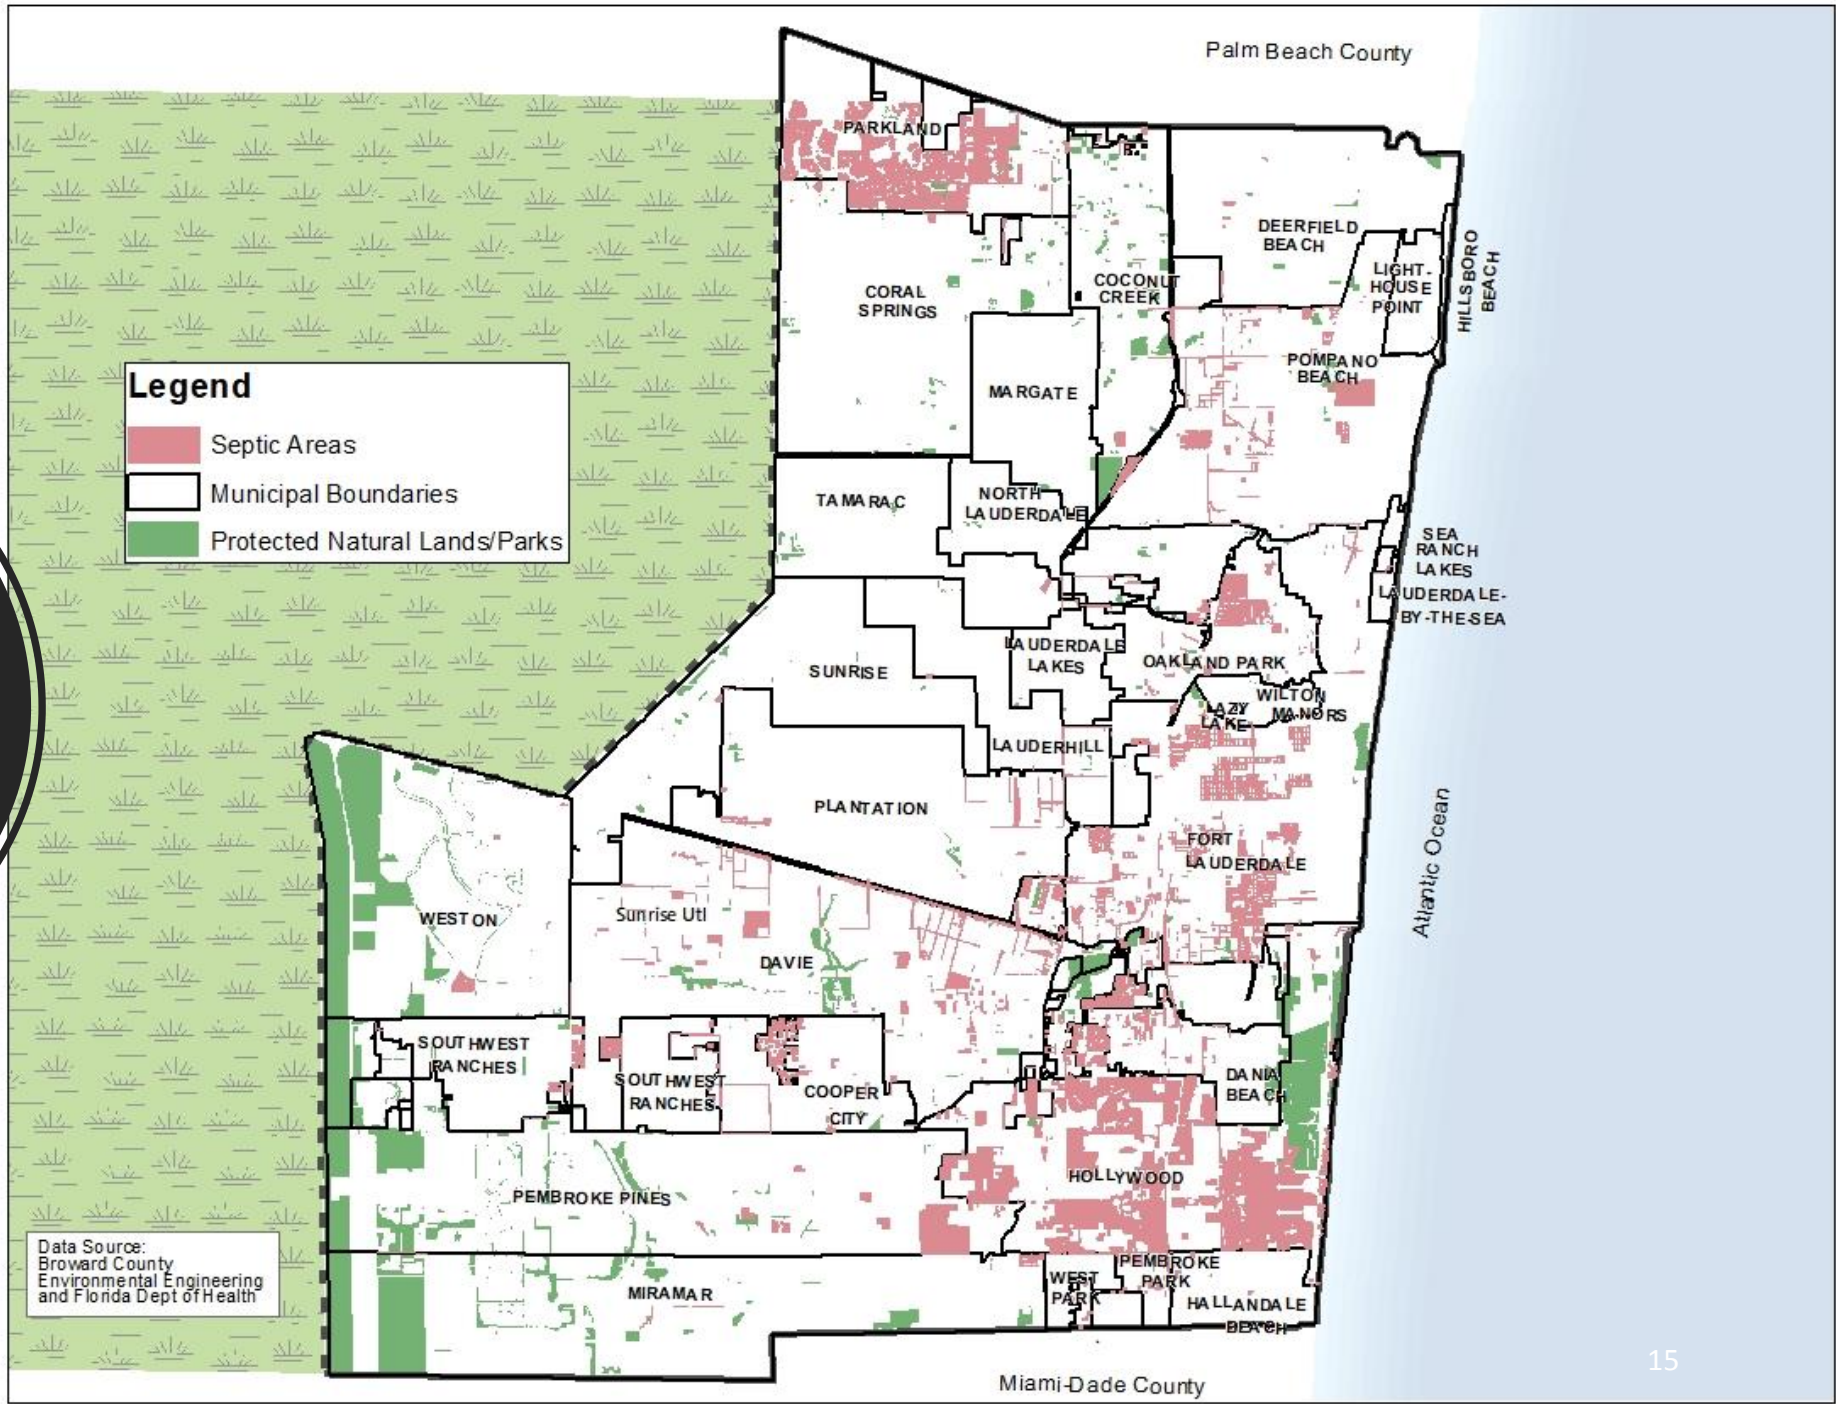 Palm Beach County
PARKLAND
DEERFIELD
BEACH
HILLSBORO
BEACH
LIGHT-
HOUSE
POINT
COCONUT
CREEK
CORAL
SPRINGS
POMPANO
BEACH
MARGATE
Legend
Septic Areas
Municipal Boundaries
Protected Natural Lands/Parks
TAMARAC
NORTH
LAUDERDALE
SEA
RANCH
LAKES
LAUDERDALE-
BY-THE-SEA
LAUDERDALE
LAKES
OAKLAND PARK
SUNRISE
WILTON
MANORS
LAZY
LAKE
LAUDERHILL
PLANTATION
FORT
LAUDERDALE
Atlantic Ocean
WESTON
Sunrise Utl
DAVIE
SOUTHWEST
RANCHES
SOUTHWEST
RANCHES
COOPER
CITY
DANIA
BEACH
HOLLYWOOD
PEMBROKE PINES
Data Source:
Broward County
Environmental Engineering
and Florida Dept of Health
MIRAMAR
WEST
PARK
PEMBROKE
PARK
HALLANDALE
BEACH
Miami-Dade County
15